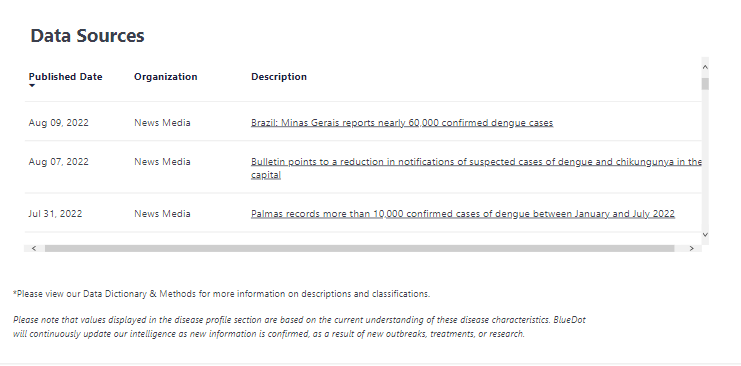 Data Sources
Published Date Organization Description
Aug 09, 2022 News Media Brazil: Minas Gerais reports nearly 60,000 confirmed dengue cases
Aug 07, 2022 News Media Bulletin points to a reduction in notifications of suspected cases of dengue and chikungunya in the
capital
Jul 31, 2022 News Media Palmas records more than 10,000 confirmed cases of dengue between January and July 2022
*Please view our Data Dictionary & Methods for more information on descriptions and classifications.
Please note that values displayed in the disease profile section are based on the current understanding of these disease characteristics. BlueDot
will continuously update our intelligence as new information is confirmed, as a result of new outbreaks, treatments, or research.